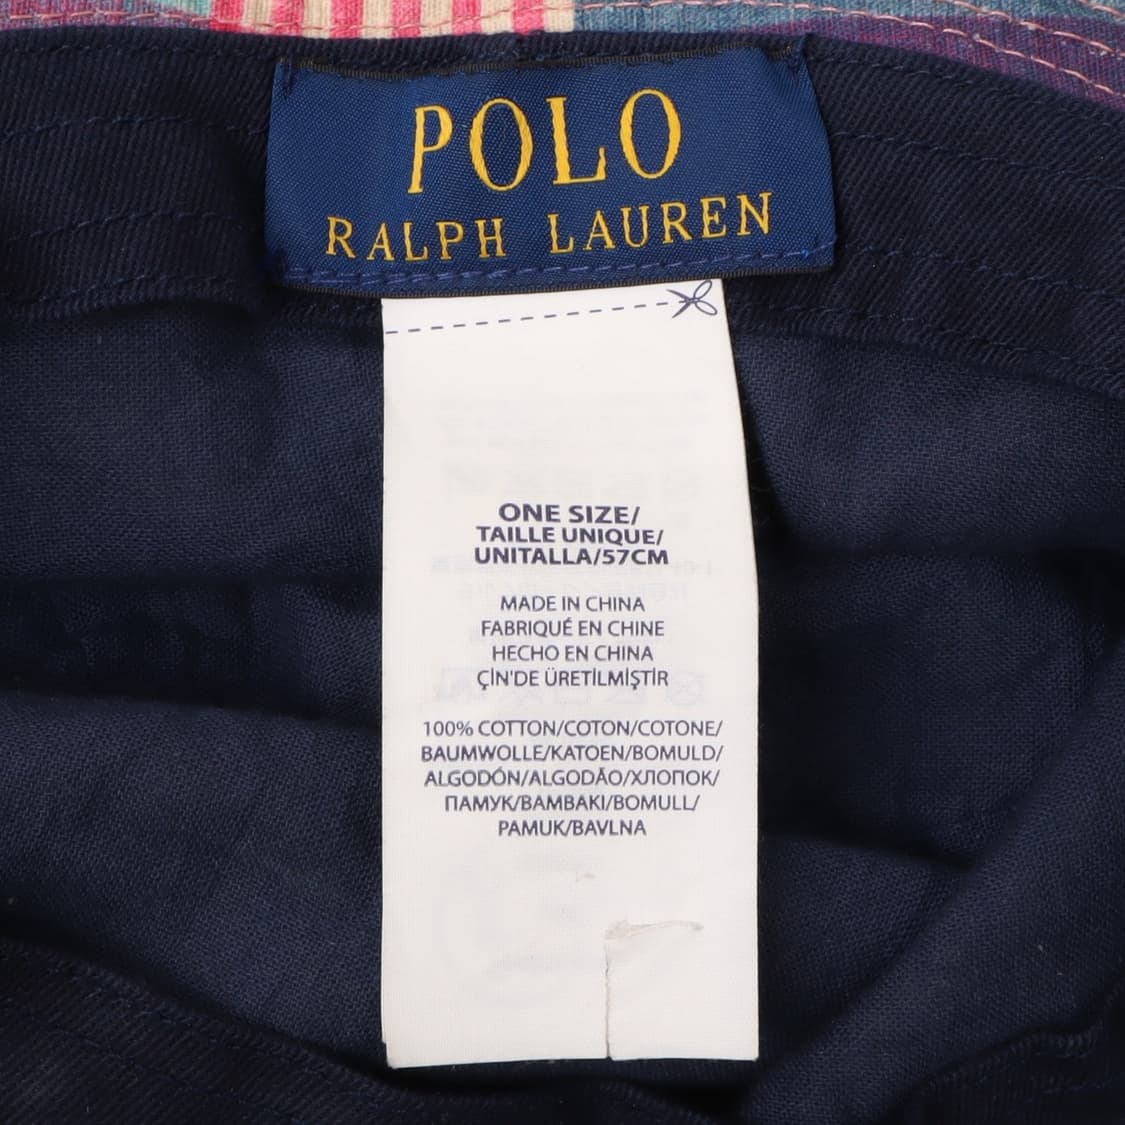 POLO
RALPH LAUREN
ONE SIZE/
TAILLE UNIQUE/
UNITALLA/57CM
MADE IN CHINA
FABRIQUÉ EN CHINE
HECHO EN CHINA
ÇİN'DE ÜRETİLMİŞTİR
100% COTTON/COTON/COTONE/
BAUMWOLLE/KATOEN/BOMULD/
ALGODÓN/ALGODÃO/ХЛОПОК/
ПАМУК/ΒΑΜΒΑΚΙ/BOMULL/
PAMUK/BAVLNA